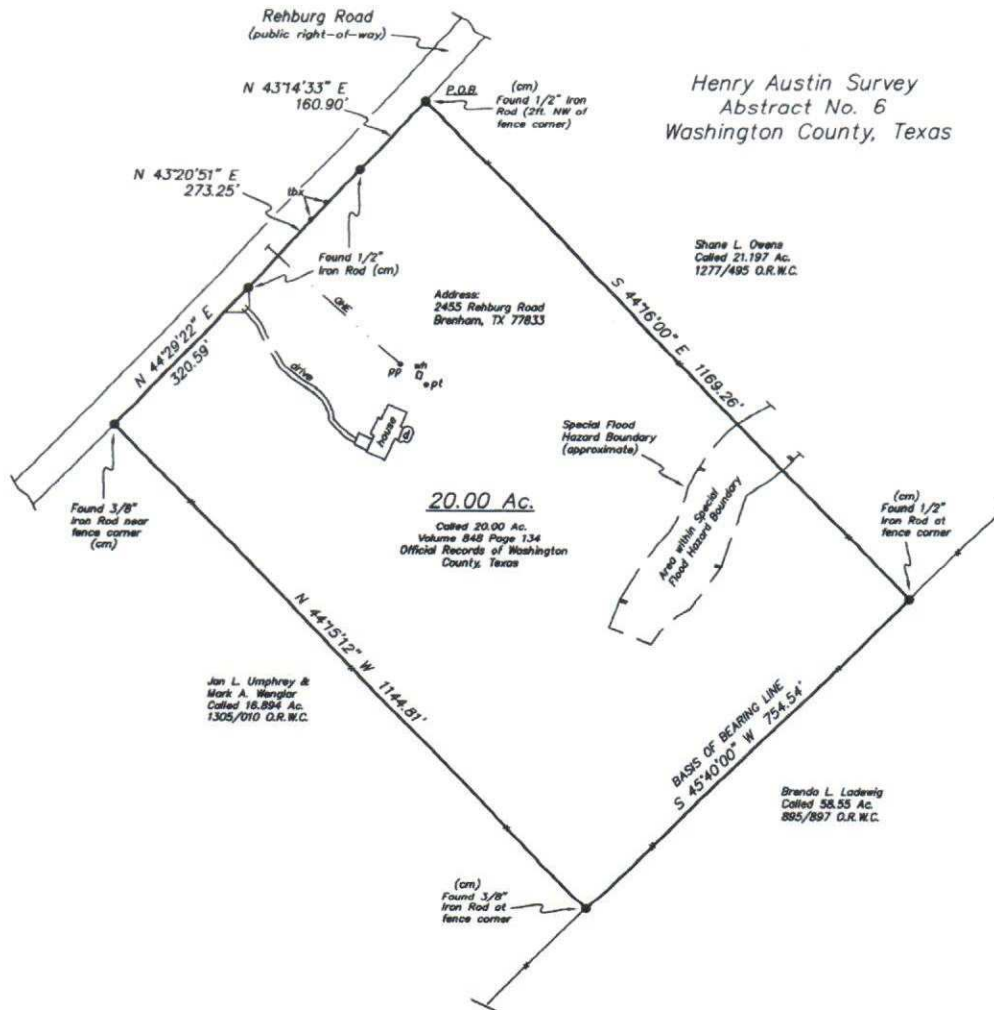 Rehburg Road
(public right-of-way)
Henry Austin Survey
Abstract No. 6
Washington County, Texas
N 43°14'33" E
160.90'
P.O.B.
(cm)
Found 1/2" Iron
Rod (2ft. NW of
fence corner)
N 43°20'51" E
273.25'
tbx
Found 1/2"
Iron Rod (cm)
Shane L. Owens
Called 21.197 Ac.
1277/495 O.R.W.C.
S 44°16'00" E 1169.26'
Address:
2455 Rehburg Road
Brenham, TX 77833
OHE
N 44°29'22" E
320.59'
drive
pp
wh
pt
house
Special Flood
Hazard Boundary
(approximate)
Area within Special
Flood Hazard Boundary
Found 3/8"
Iron Rod near
fence corner
(cm)
20.00 Ac.
Called 20.00 Ac.
Volume 848 Page 134
Official Records of Washington
County, Texas
(cm)
Found 1/2"
Iron Rod at
fence corner
N 44°15'12" W 1144.81'
Jan L. Umphrey &
Mark A. Wenglar
Called 16.894 Ac.
1305/010 O.R.W.C.
BASIS OF BEARING LINE
S 45°40'00" W 754.54'
Brenda L. Ladewig
Called 58.55 Ac.
895/897 O.R.W.C.
(cm)
Found 3/8"
Iron Rod at
fence corner